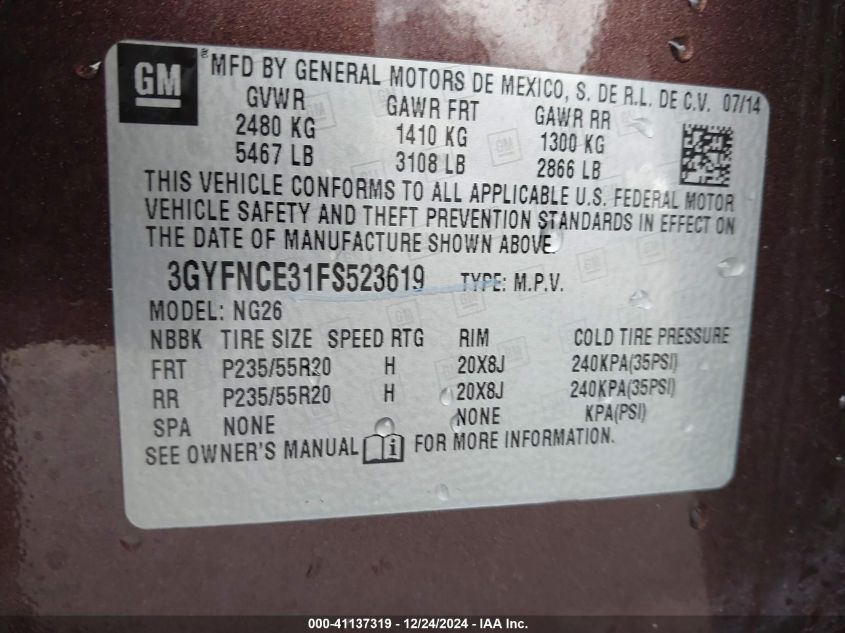 GM ® MFD BY GENERAL MOTORS DE MEXICO, S. DE R.L. DE C.V. 07/14
GVWR GAWR FRT GAWR RR
2480 KG 1410 KG 1300 KG
5467 LB 3108 LB 2866 LB
THIS VEHICLE CONFORMS TO ALL APPLICABLE U.S. FEDERAL MOTOR
VEHICLE SAFETY AND THEFT PREVENTION STANDARDS IN EFFECT ON
THE DATE OF MANUFACTURE SHOWN ABOVE.
3GYFNCE31FS523619 TYPE: M.P.V.
MODEL: NG26
NBBK TIRE SIZE SPEED RTG RIM COLD TIRE PRESSURE
FRT P235/55R20 H 20X8J 240KPA(35PSI)
RR P235/55R20 H 20X8J 240KPA(35PSI)
SPA NONE NONE KPA(PSI)
SEE OWNER'S MANUAL i FOR MORE INFORMATION.
000-41137319 • 12/24/2024 - IAA Inc.